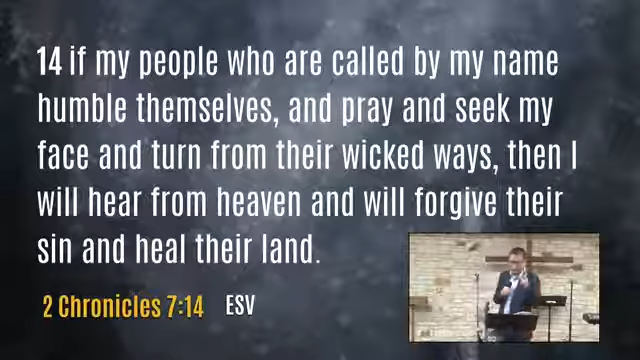 14 if my people who are called by my name
humble themselves, and pray and seek my
face and turn from their wicked ways, then I
will hear from heaven and will forgive their
sin and heal their land.
2 Chronicles 7:14 ESV